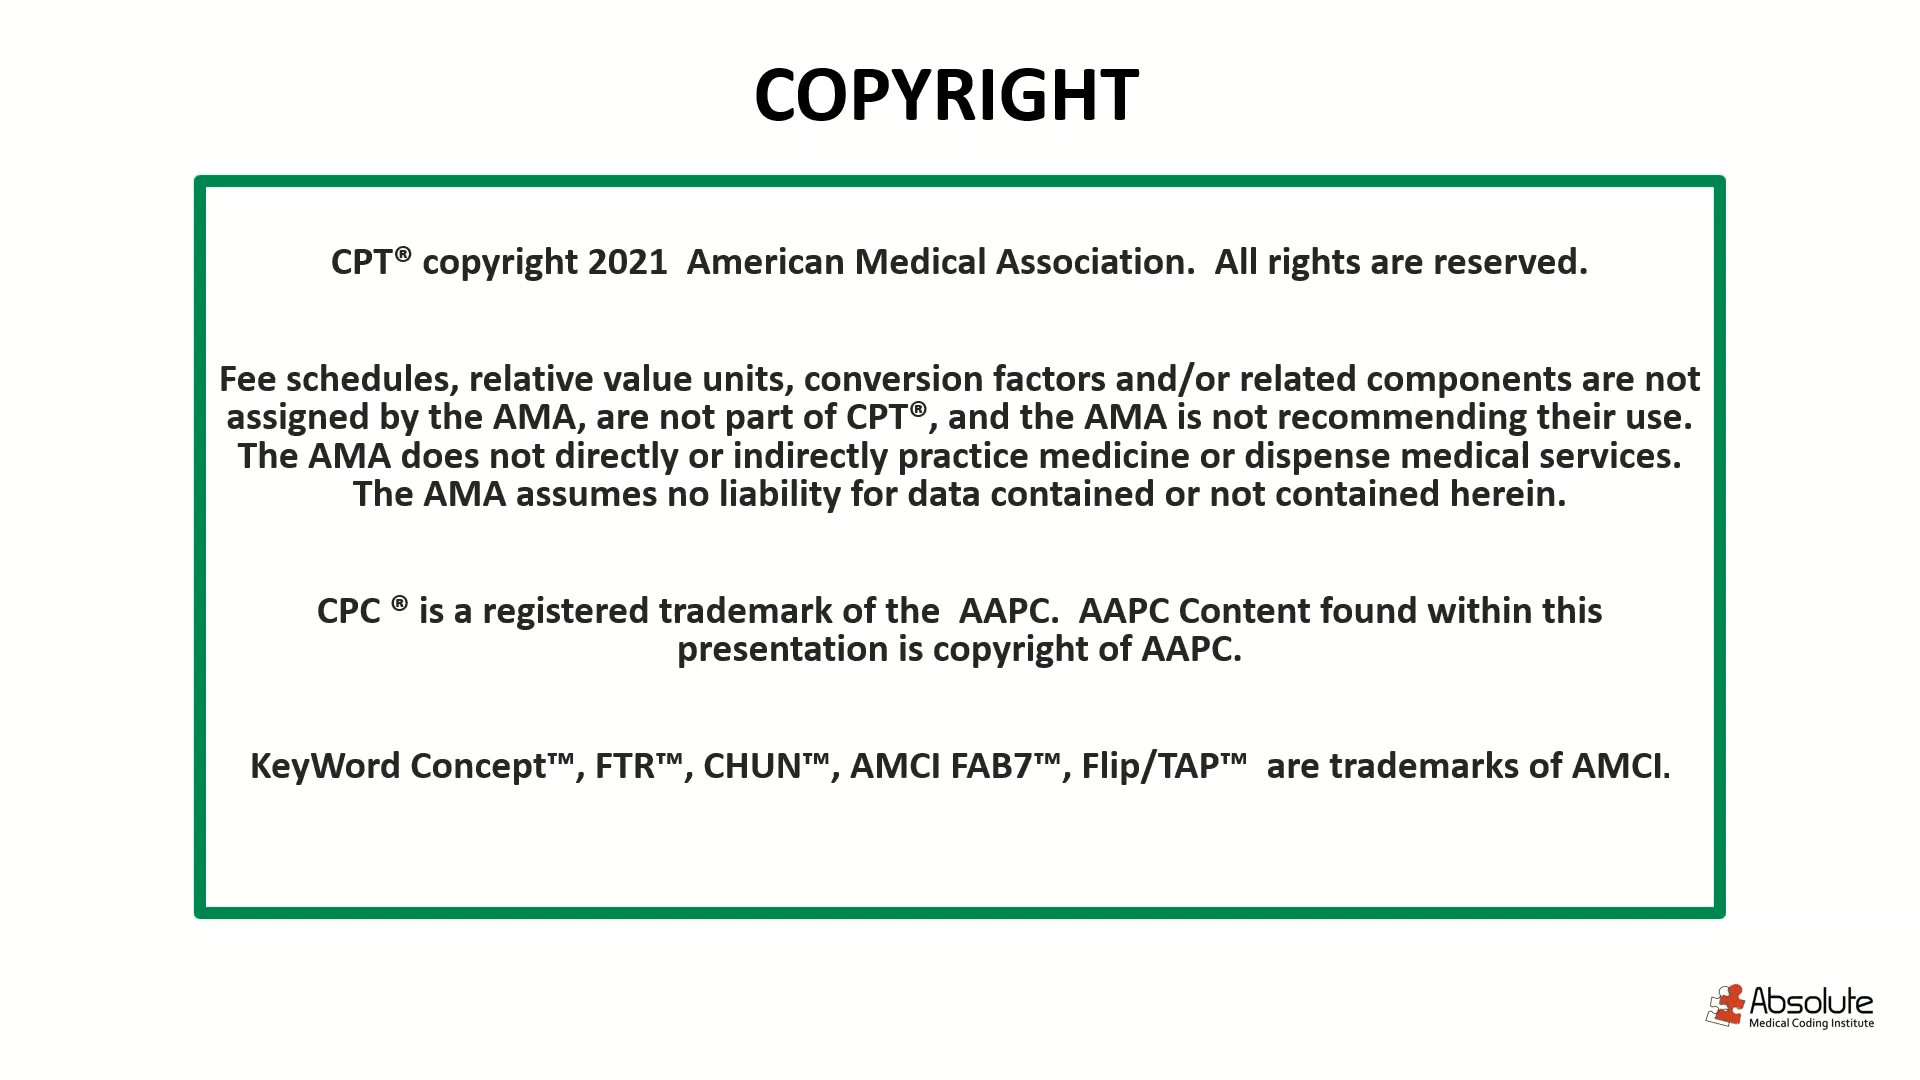 COPYRIGHT
CPT® copyright 2021  American Medical Association.  All rights are reserved.
Fee schedules, relative value units, conversion factors and/or related components are not
assigned by the AMA, are not part of CPT®, and the AMA is not recommending their use.
The AMA does not directly or indirectly practice medicine or dispense medical services.
The AMA assumes no liability for data contained or not contained herein.
CPC ® is a registered trademark of the  AAPC.  AAPC Content found within this
presentation is copyright of AAPC.
KeyWord Concept™, FTR™, CHUN™, AMCI FAB7™, Flip/TAP™  are trademarks of AMCI.
Absolute
Medical Coding Institute